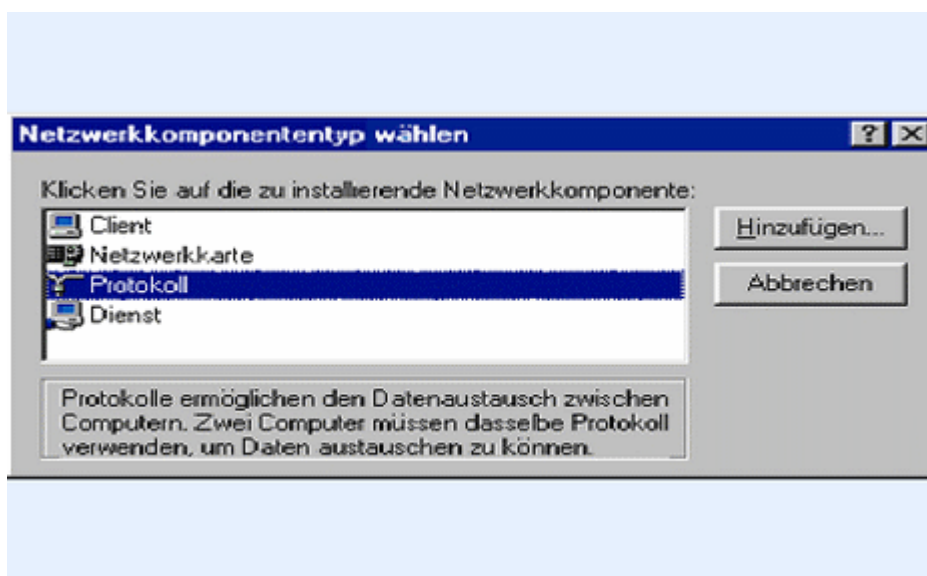 Netzwerkkomponententyp wählen
Klicken Sie auf die zu installierende Netzwerkkomponente:
Client
Netzwerkkarte
Protokoll
Dienst
Hinzufügen...
Abbrechen
Protokolle ermöglichen den Datenaustausch zwischen
Computern. Zwei Computer müssen dasselbe Protokoll
verwenden, um Daten austauschen zu können.